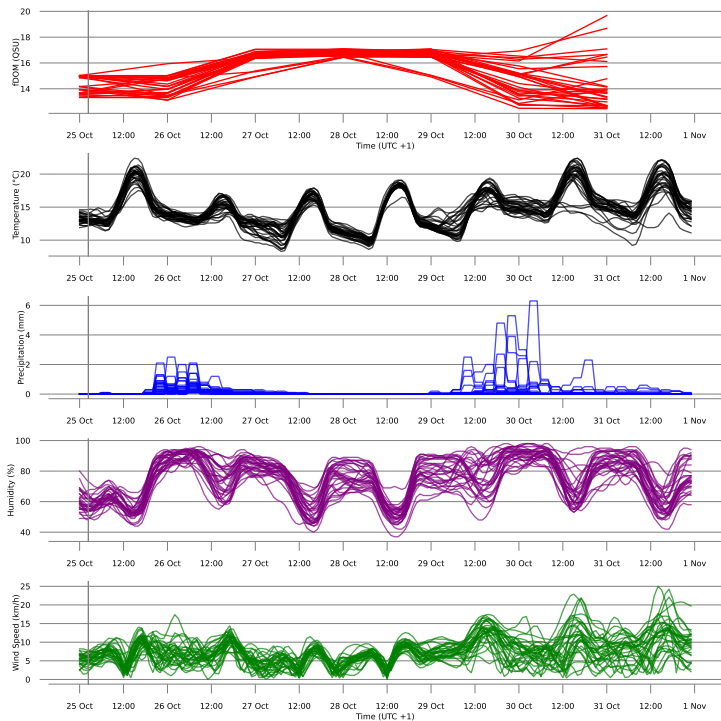 20
18
16
14
fDOM (QSU)
25 Oct 12:00 26 Oct 12:00 27 Oct 12:00 28 Oct 12:00 29 Oct 12:00 30 Oct 12:00 31 Oct 12:00 1 Nov
Time (UTC +1)
20
15
10
Temperature (°C)
25 Oct 12:00 26 Oct 12:00 27 Oct 12:00 28 Oct 12:00 29 Oct 12:00 30 Oct 12:00 31 Oct 12:00 1 Nov
6
4
2
0
Precipitation (mm)
25 Oct 12:00 26 Oct 12:00 27 Oct 12:00 28 Oct 12:00 29 Oct 12:00 30 Oct 12:00 31 Oct 12:00 1 Nov
100
80
60
40
Humidity (%)
25 Oct 12:00 26 Oct 12:00 27 Oct 12:00 28 Oct 12:00 29 Oct 12:00 30 Oct 12:00 31 Oct 12:00 1 Nov
25
20
15
10
5
0
Wind Speed (km/h)
25 Oct 12:00 26 Oct 12:00 27 Oct 12:00 28 Oct 12:00 29 Oct 12:00 30 Oct 12:00 31 Oct 12:00 1 Nov
Time (UTC +1)